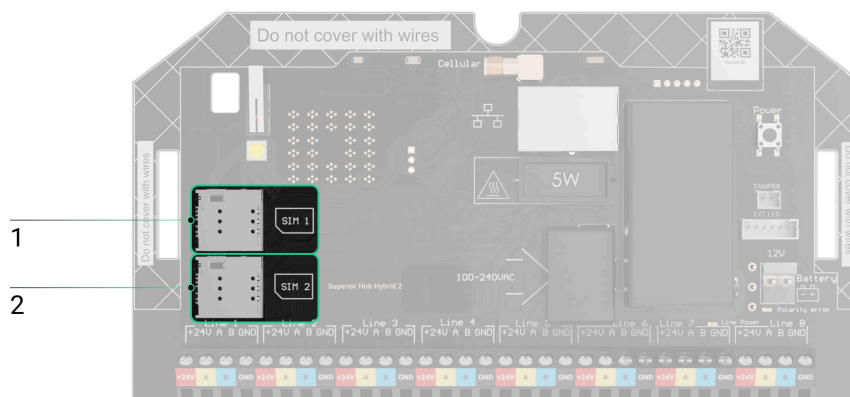 Do not cover with wires
Device ID
Cellular
Power
Do not cover with wires
Do not cover with wires
5W
TAMPER
EXT.LED
1
SIM 1
12V
2
SIM 2
Superior Hub Hybrid 2
100-240VAC
Battery
Polarity error
Line 1 Line 2 Line 3 Line 4 Line 5 Line 6 Line 7 Line Power Line 8
+24V A B GND +24V A B GND +24V A B GND +24V A B GND +24V A B GND +24V A B GND +24V A B GND +24V A B GND
+24V A B GND +24V A B GND +24V A B GND +24V A B GND +24V A B GND +24V A B GND +24V A B GND +24V A B GND